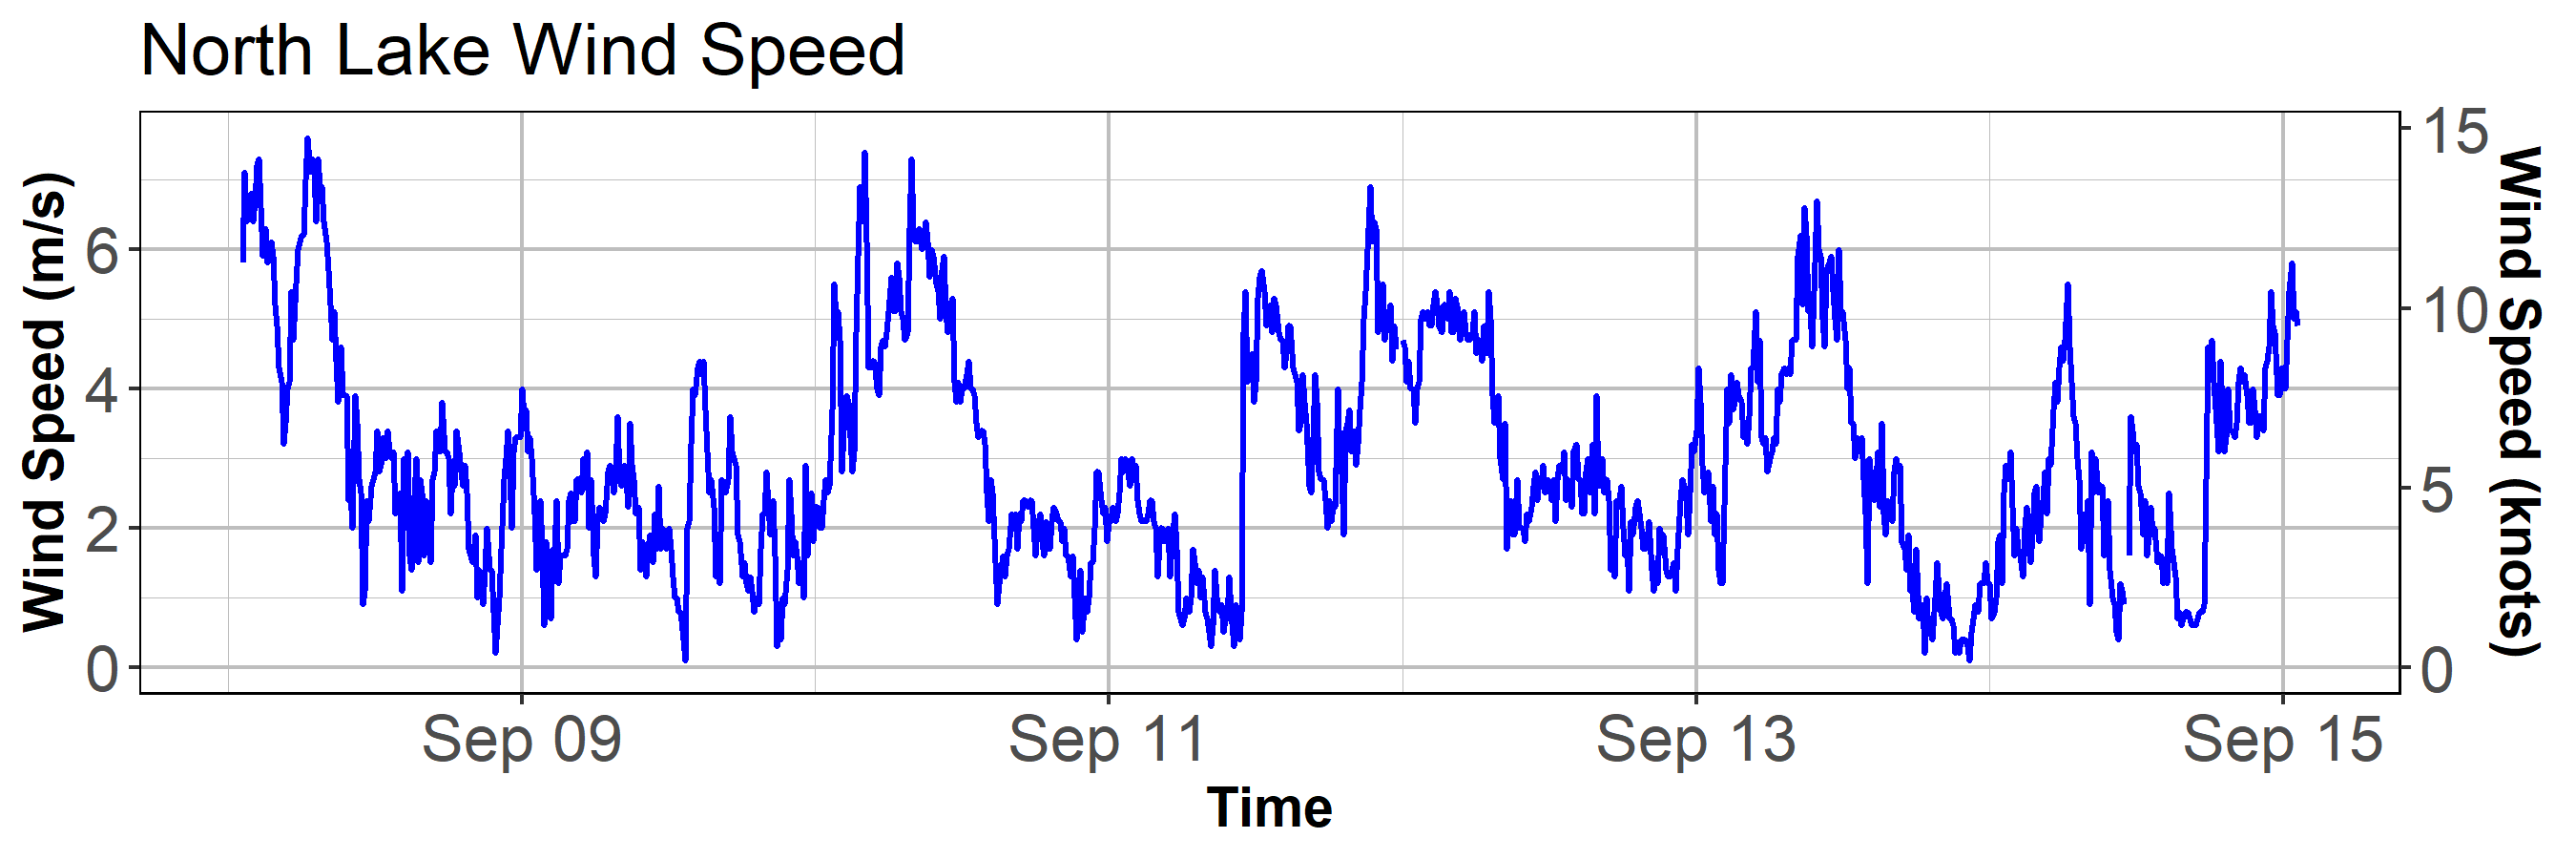 North Lake Wind Speed
Wind Speed (m/s)
6
4
2
0
15
10
5
0
Wind Speed (knots)
Sep 09 Sep 11 Sep 13 Sep 15
Time